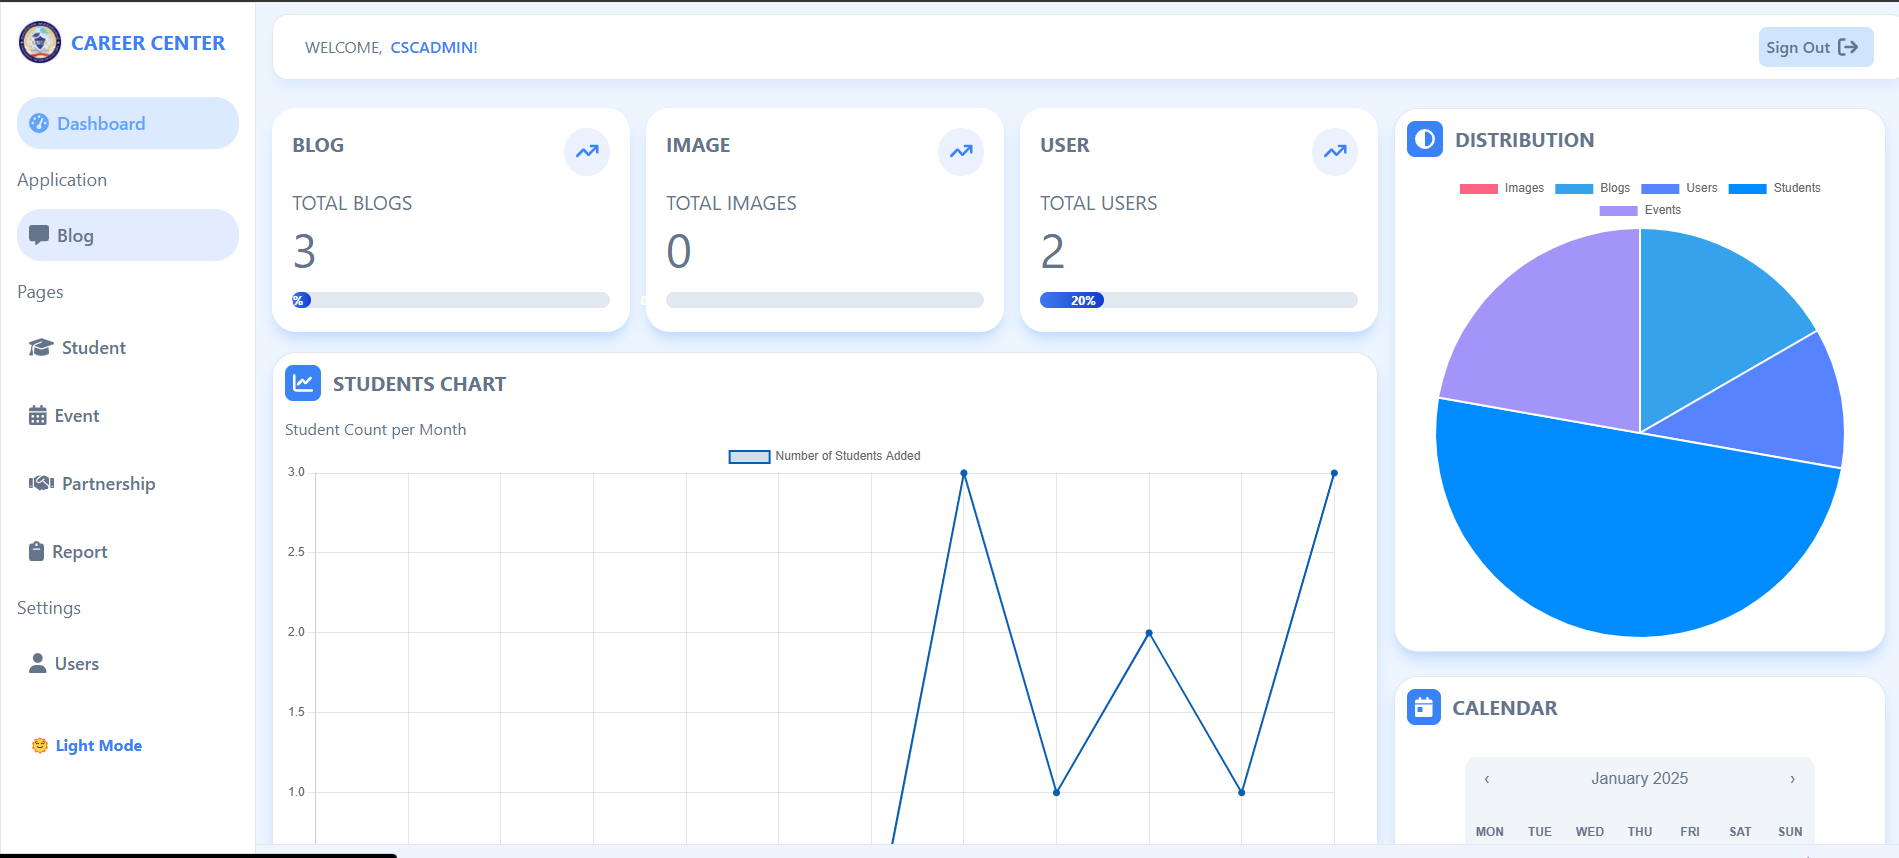 CAREER CENTER
Dashboard
Application
Blog
Pages
Student
Event
Partnership
Report
Settings
Users
Light Mode
WELCOME, CSCADMIN!
Sign Out
BLOG
TOTAL BLOGS
3
%
IMAGE
TOTAL IMAGES
0
USER
TOTAL USERS
2
20%
STUDENTS CHART
Student Count per Month
Number of Students Added
3.0
2.5
2.0
1.5
1.0
DISTRIBUTION
Images Blogs Users Students
Events
CALENDAR
‹ January 2025 ›
MON TUE WED THU FRI SAT SUN